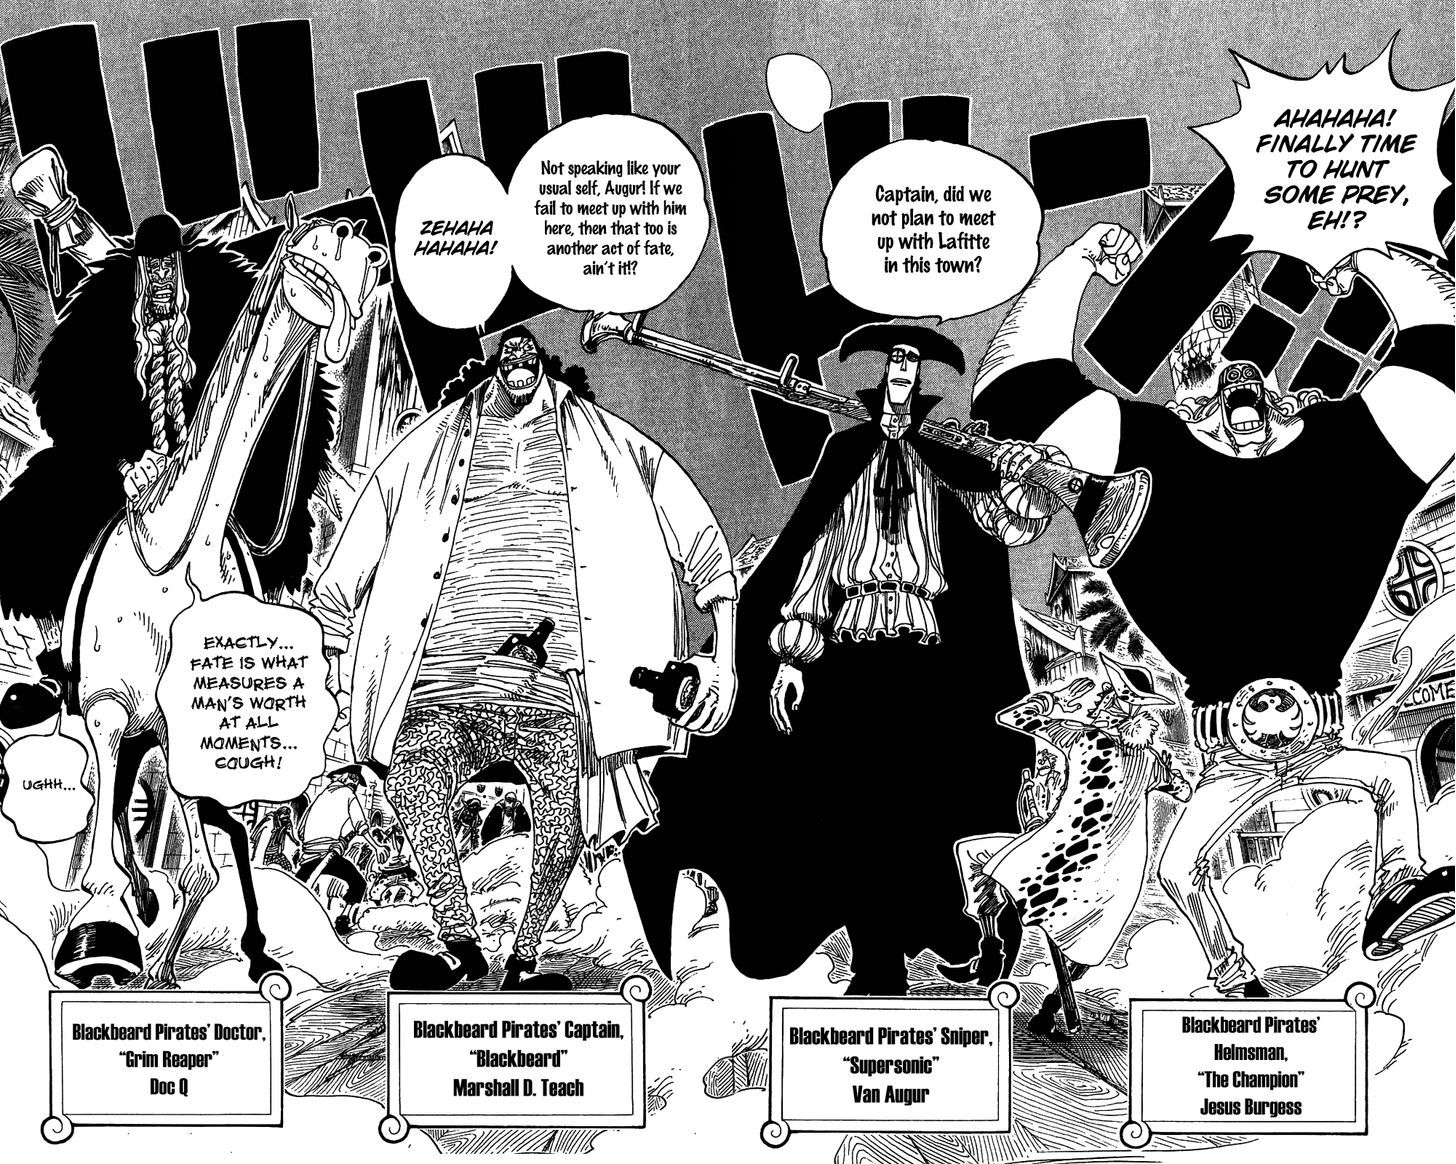 AHAHAHA!
FINALLY TIME
TO HUNT
SOME PREY,
EH!?
Captain, did we
not plan to meet
up with Lafitte
in this town?
Not speaking like your
usual self, Augur! If we
fail to meet up with him
here, then that too is
another act of fate,
ain't it!?
ZEHAHA
HAHAHA!
EXACTLY...
FATE IS WHAT
MEASURES A
MAN'S WORTH
AT ALL
MOMENTS...
COUGH!
UGHH...
Blackbeard Pirates' Doctor,
“Grim Reaper”
Doc Q
Blackbeard Pirates' Captain,
“Blackbeard”
Marshall D. Teach
Blackbeard Pirates' Sniper,
“Supersonic”
Van Augur
Blackbeard Pirates'
Helmsman,
“The Champion”
Jesus Burgess